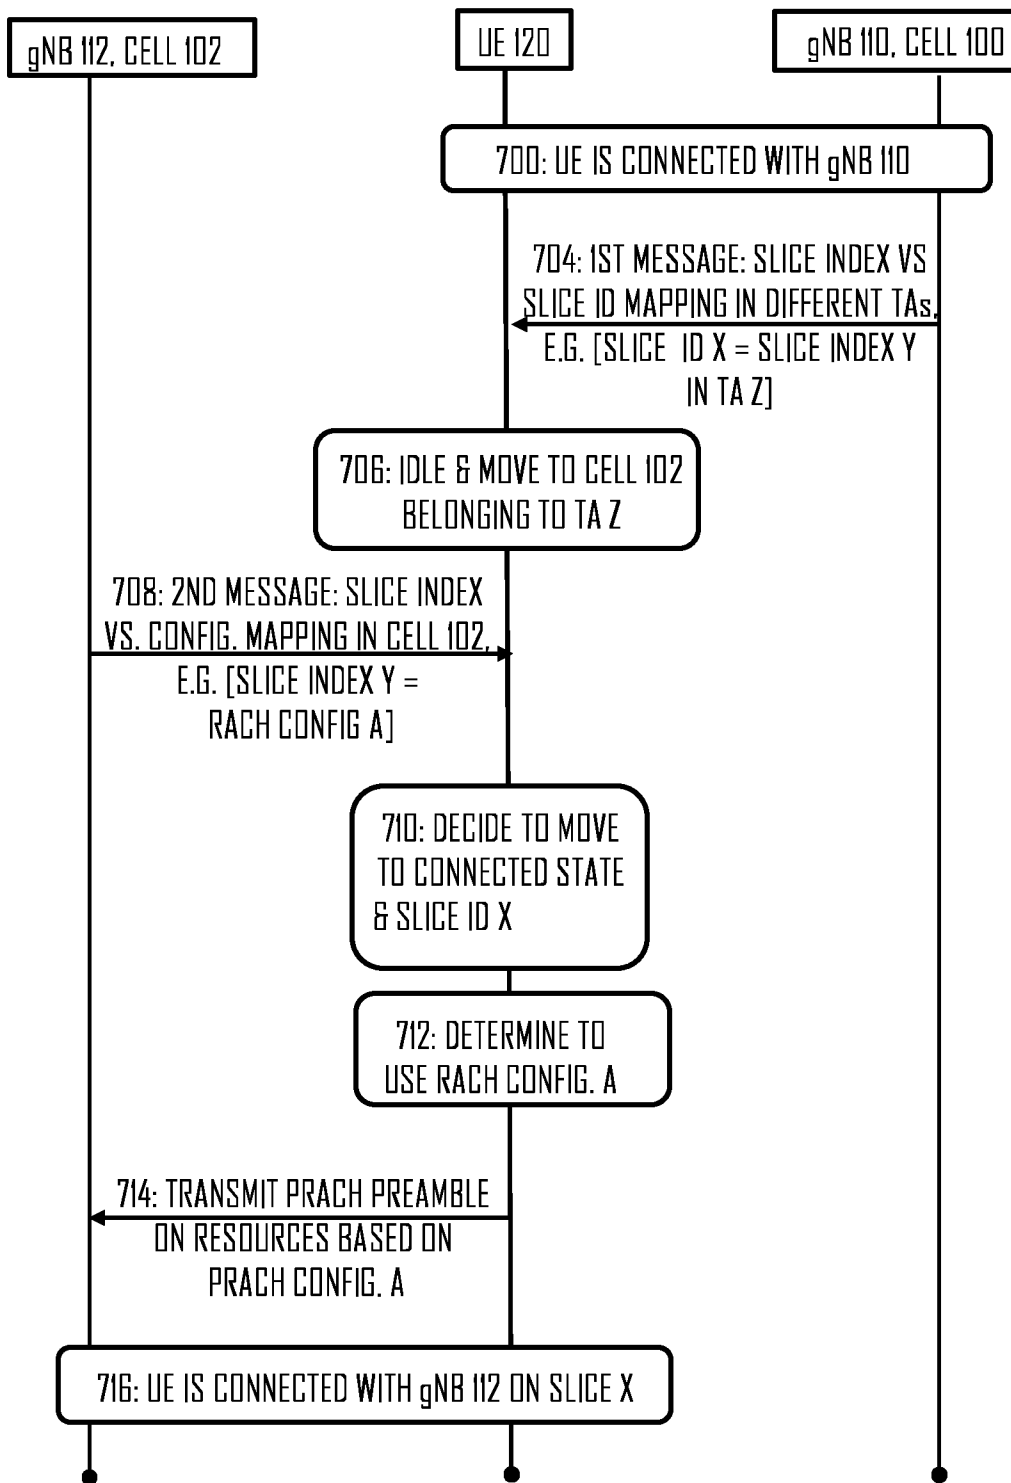 gNB 112, CELL 102
UE 120
gNB 110, CELL 100
700: UE IS CONNECTED WITH gNB 110
704: 1ST MESSAGE: SLICE INDEX VS
SLICE ID MAPPING IN DIFFERENT TAs,
E.G. [SLICE ID X = SLICE INDEX Y
IN TA Z]
706: IDLE & MOVE TO CELL 102
BELONGING TO TA Z
708: 2ND MESSAGE: SLICE INDEX
VS. CONFIG. MAPPING IN CELL 102,
E.G. [SLICE INDEX Y =
RACH CONFIG A]
710: DECIDE TO MOVE
TO CONNECTED STATE
& SLICE ID X
712: DETERMINE TO
USE RACH CONFIG. A
714: TRANSMIT PRACH PREAMBLE
ON RESOURCES BASED ON
PRACH CONFIG. A
716: UE IS CONNECTED WITH gNB 112 ON SLICE X